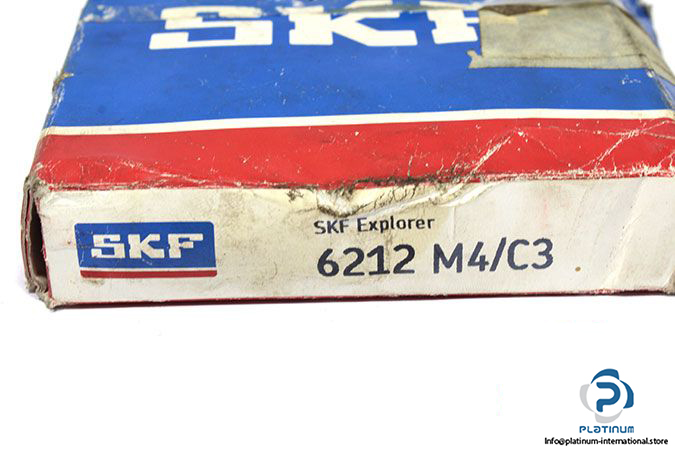 SKF
SKF
SKF Explorer
6212 M4/C3
PLATINUM
Info@platinum-international.store